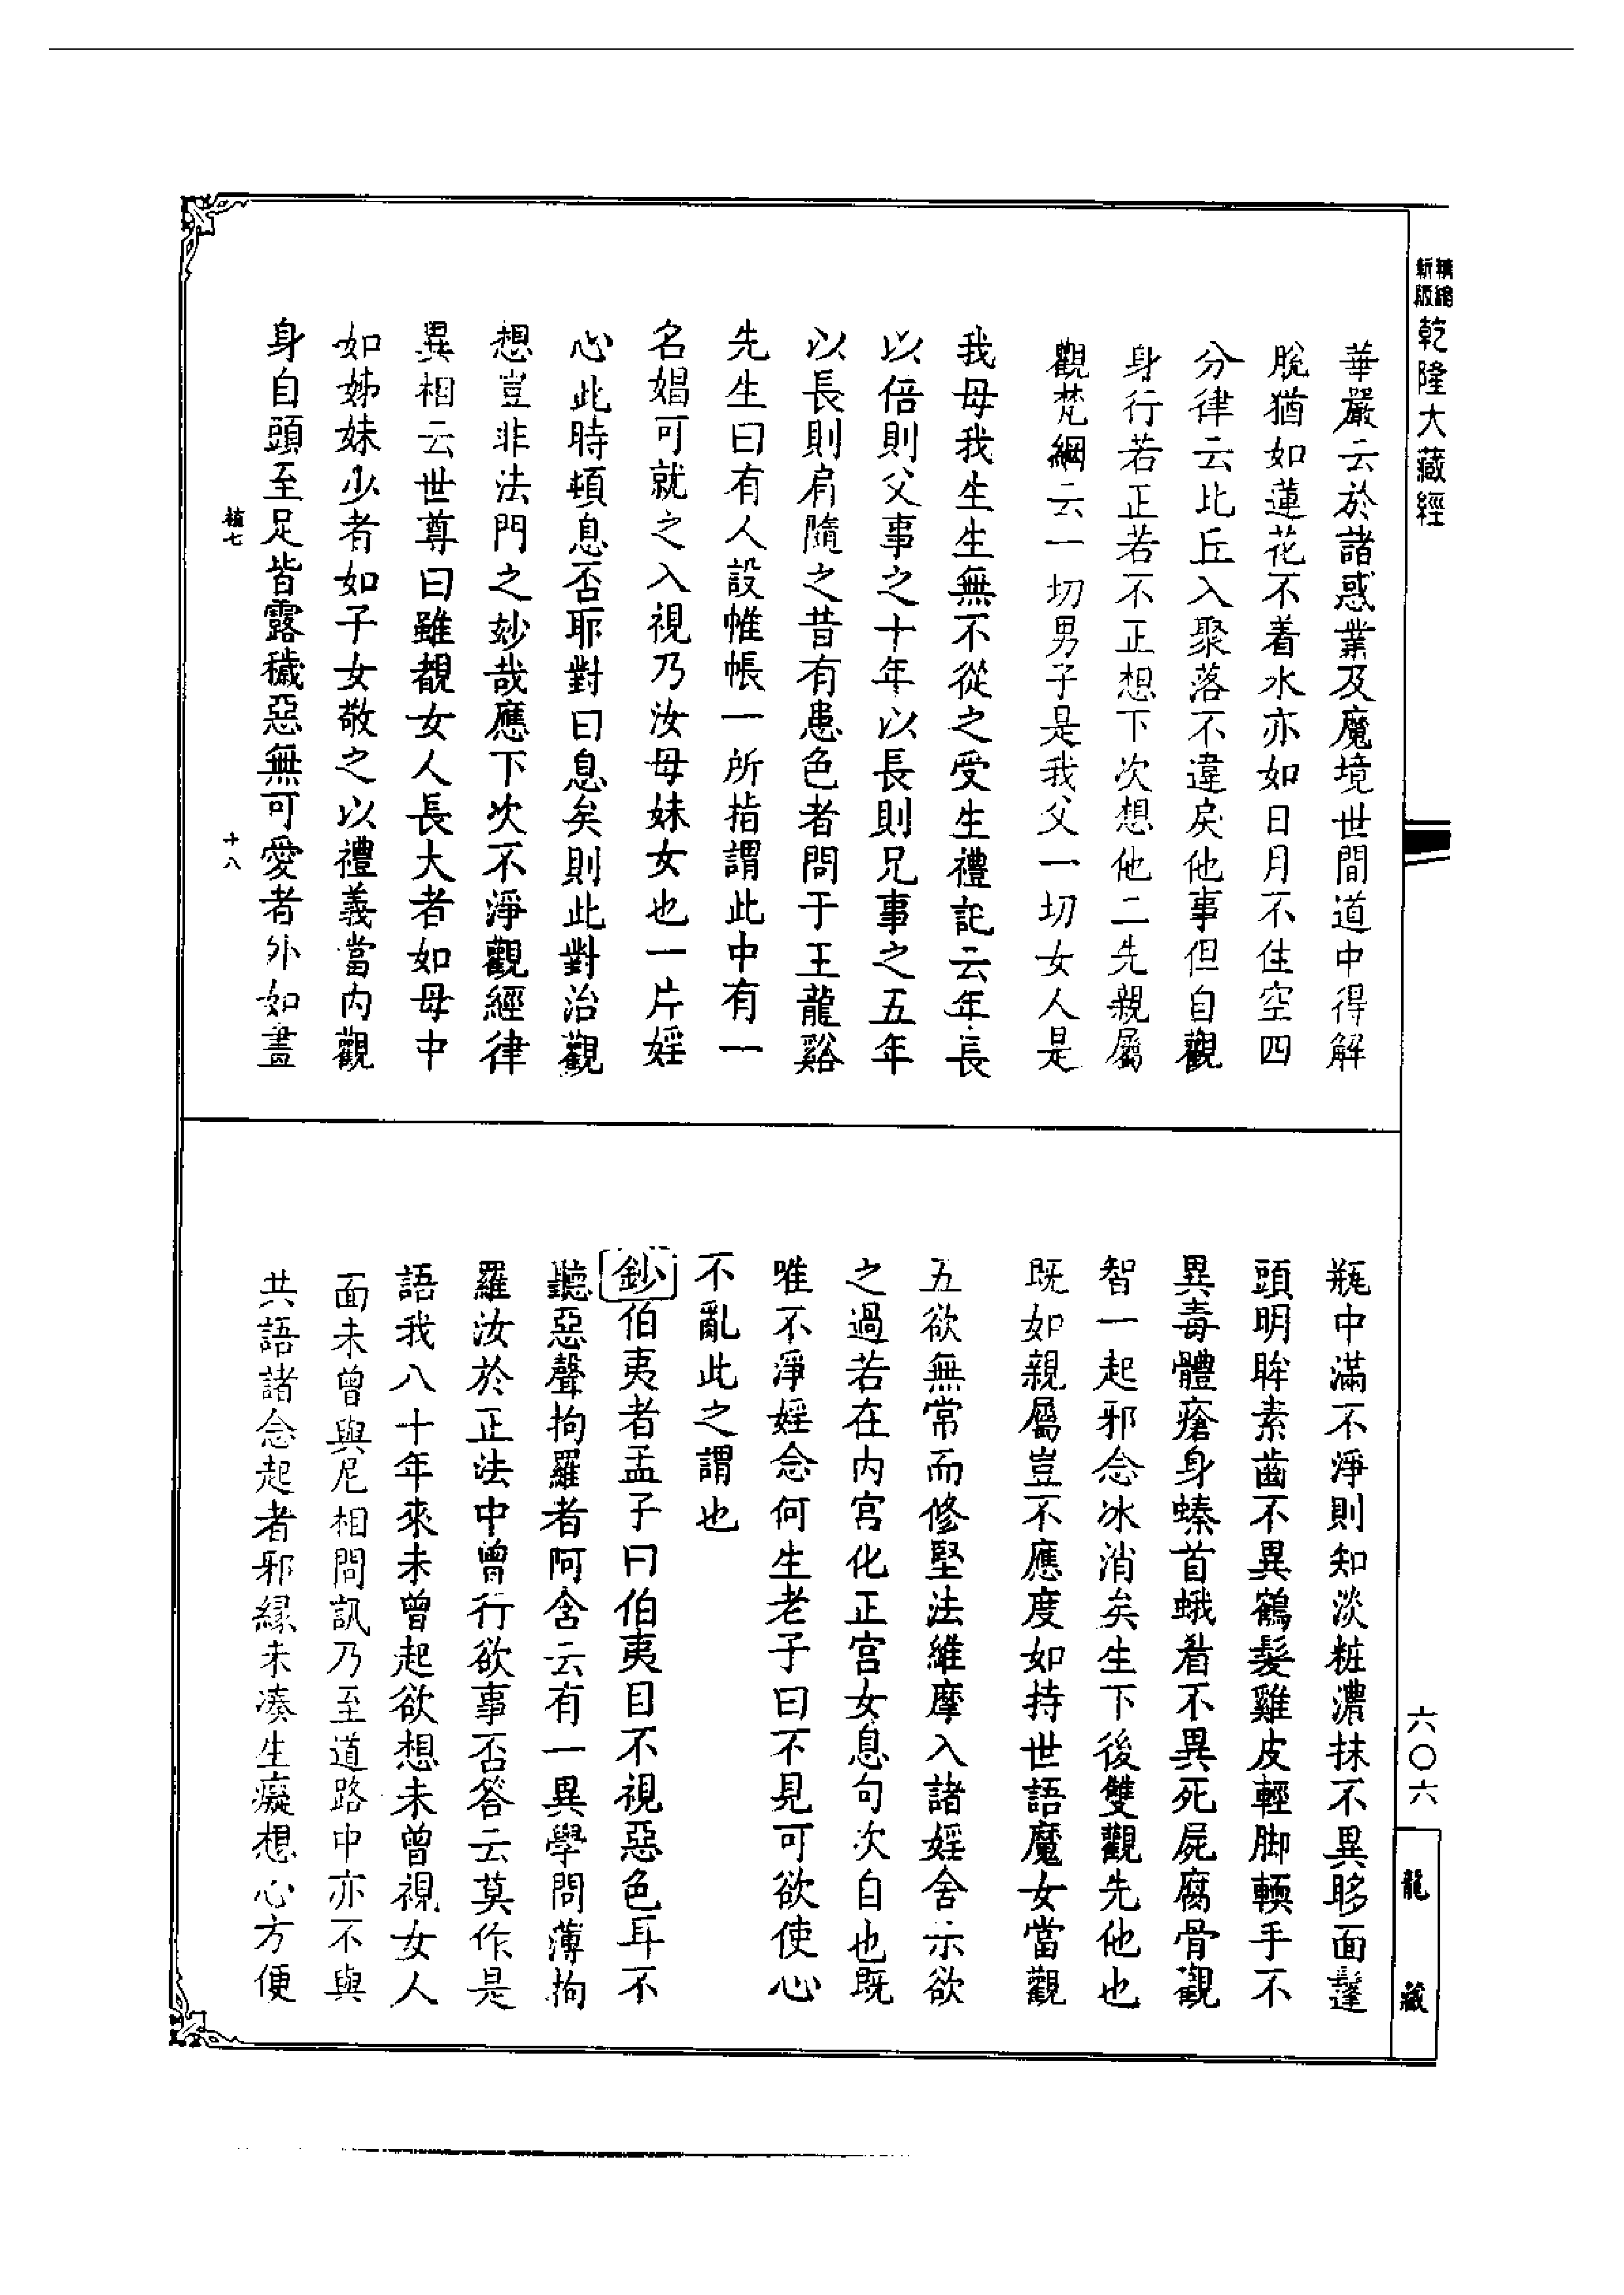 精縮新版乾隆大藏經
華嚴云於諸惑業及魔境世間道中得解
脫猶如蓮花不着水亦如日月不住空四
分律云比丘入聚落不違戾他事但自觀
身行若正若不正想下次想他二先親屬
觀梵綱云一切男子是我父一切女人是
我母我生生無不從之受生禮記云年長
以倍則父事之十年以長則兄事之五年
以長則肩隨之昔有患色者問于王龍谿
先生曰有人設帷帳一所指謂此中有一
名娼可就之入視乃汝母妹女也一片婬
心此時頓息否耶對曰息矣則此對治觀
想豈非法門之妙哉應下次不淨觀經律
異相云世尊曰雖覩女人長大者如母中
如姊妹少者如子女敬之以禮義當內觀
身自頭至足皆露穢惡無可愛者外如畫
植七 十八
瓶中滿不淨則知淡粧濃抹不異眵面髼
頭明眸素齒不異鶴髮雞皮輕脚輭手不
異毒體瘡身螓首蛾眉不異死屍腐骨觀
智一起邪念冰消矣生下後雙觀先他也
既如親屬豈不應度如持世語魔女當觀
五欲無常而修堅法維摩入諸婬舍示欲
之過若在內宮化正宮女息句次自也既
唯不淨婬念何生老子曰不見可欲使心
不亂此之謂也
鈔伯夷者孟子曰伯夷目不視惡色耳不
聽惡聲拘羅者阿含云有一異學問薄拘
羅汝於正法中曾行欲事否答云莫作是
語我八十年來未曾起欲想未曾視女人
面未曾與尼相問訊乃至道路中亦不與
共語諸念起者邪緣未湊生癡想心方便
六〇六
龍藏